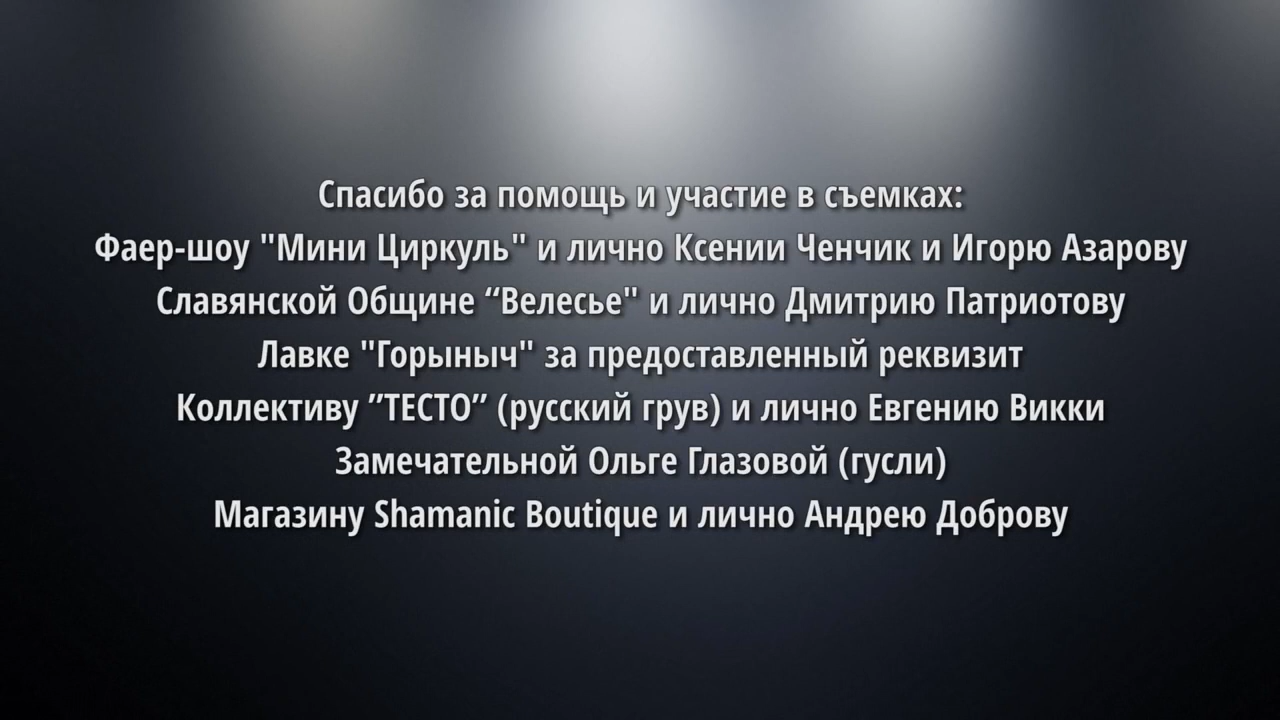 Спасибо за помощь и участие в съемках:
Фаер-шоу "Мини Циркуль" и лично Ксении Ченчик и Игорю Азарову
Славянской Общине “Велесье" и лично Дмитрию Патриотову
Лавке "Горыныч" за предоставленный реквизит
Коллективу ”ТЕСТО” (русский грув) и лично Евгению Викки
Замечательной Ольге Глазовой (гусли)
Магазину Shamanic Boutique и лично Андрею Доброву